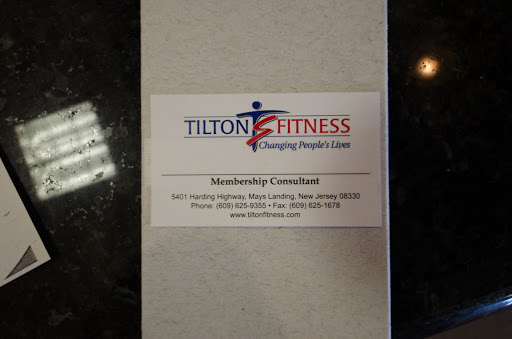 TILTON FITNESS
Changing People's Lives
Membership Consultant
5401 Harding Highway, Mays Landing, New Jersey 08330
Phone: (609) 625-9355 • Fax: (609) 625-1678
www.tiltonfitness.com